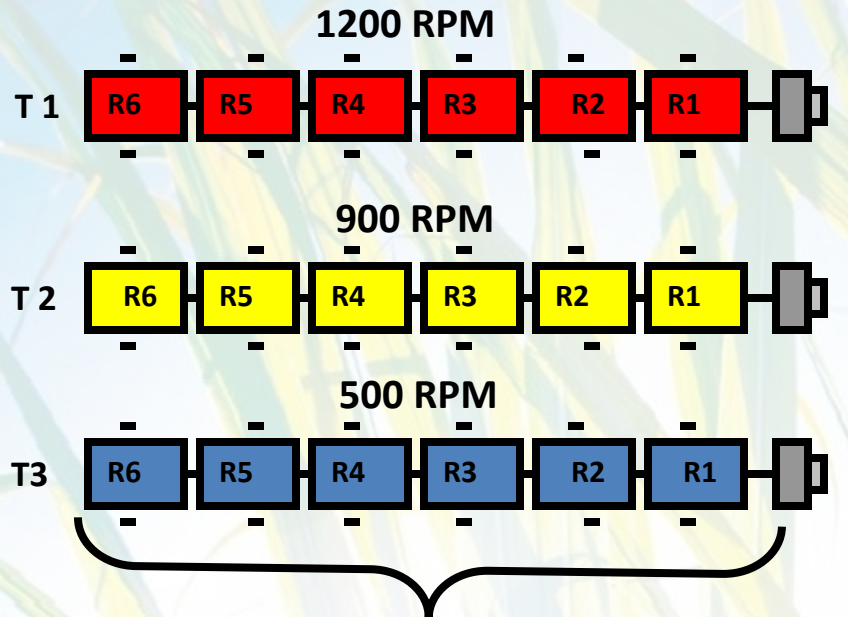 1200 RPM
T 1 R6 R5 R4 R3 R2 R1
900 RPM
T 2 R6 R5 R4 R3 R2 R1
500 RPM
T3 R6 R5 R4 R3 R2 R1